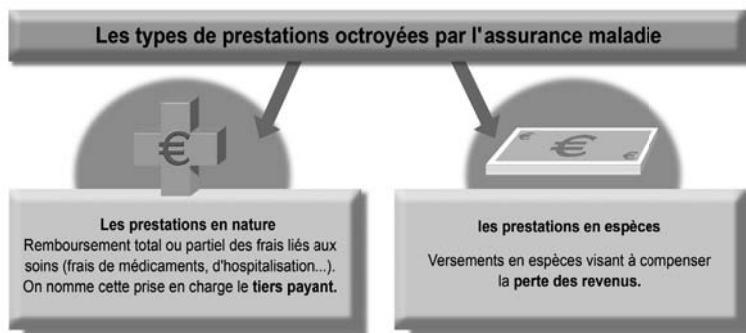 Les types de prestations octroyées par l'assurance maladie
€
€
€
€
Les prestations en nature
Remboursement total ou partiel des frais liés aux
soins (frais de médicaments, d'hospitalisation...).
On nomme cette prise en charge le tiers payant.
les prestations en espèces
Versements en espèces visant à compenser
la perte des revenus.